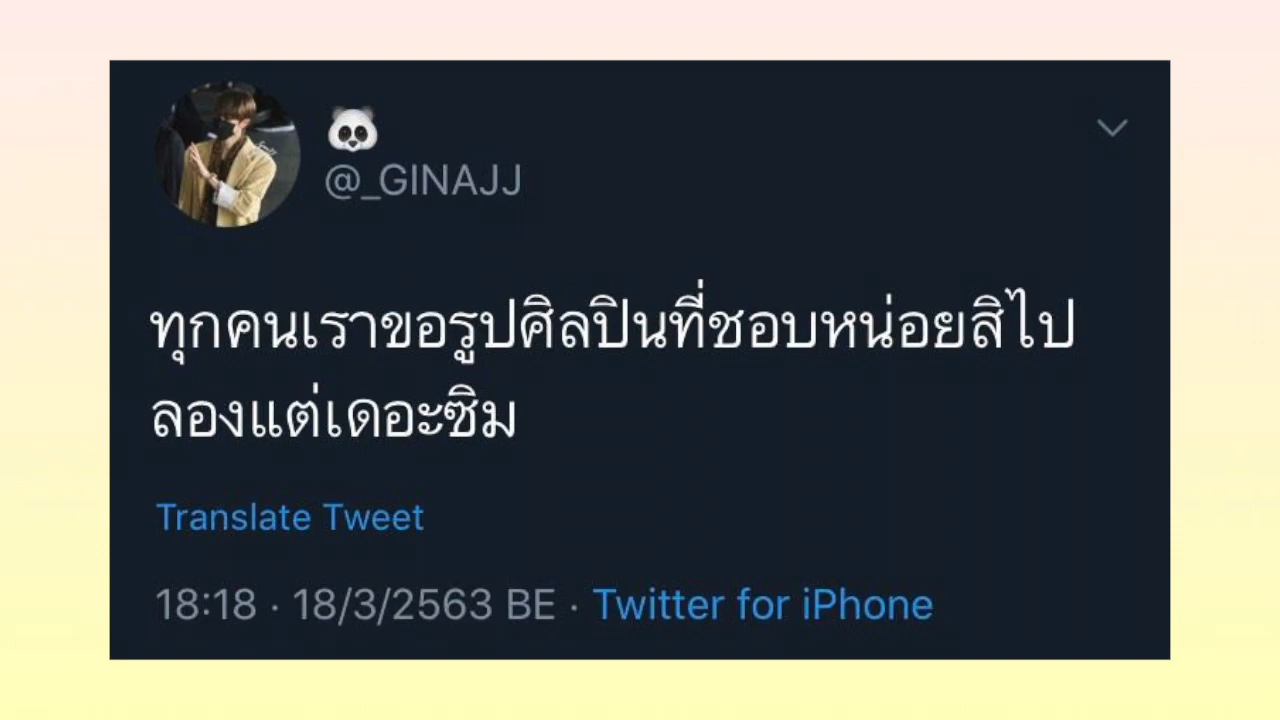 🐼
@_GINAJJ
ทุกคนเราขอรูปศิลปินที่ชอบหน่อยสิไป
ลองแต่เดอะซิม
Translate Tweet
18:18 · 18/3/2563 BE · Twitter for iPhone